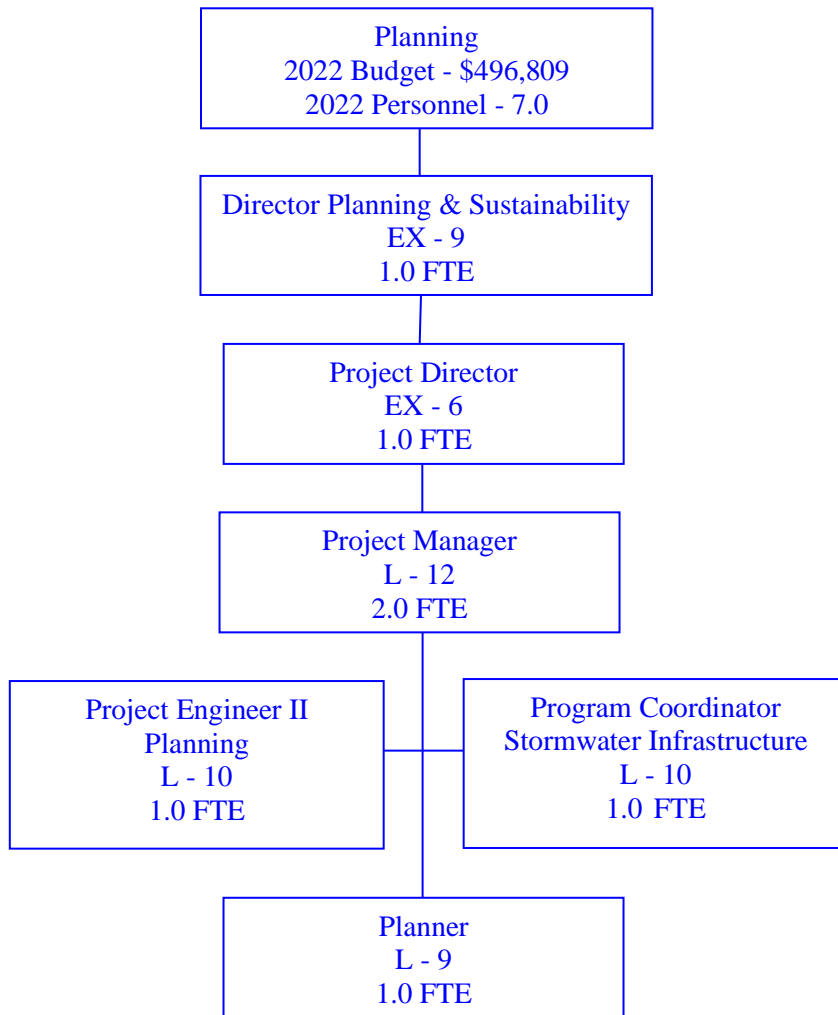 Planning
2022 Budget - $496,809
2022 Personnel - 7.0
Director Planning & Sustainability
EX - 9
1.0 FTE
Project Director
EX - 6
1.0 FTE
Project Manager
L - 12
2.0 FTE
Project Engineer II
Planning
L - 10
1.0 FTE
Program Coordinator
Stormwater Infrastructure
L - 10
1.0 FTE
Planner
L - 9
1.0 FTE